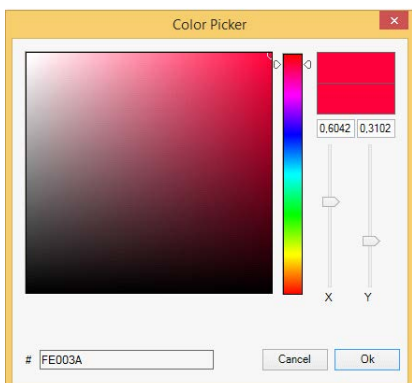 Color Picker
×
0,6042 0,3102
X Y
# FE003A
Cancel Ok